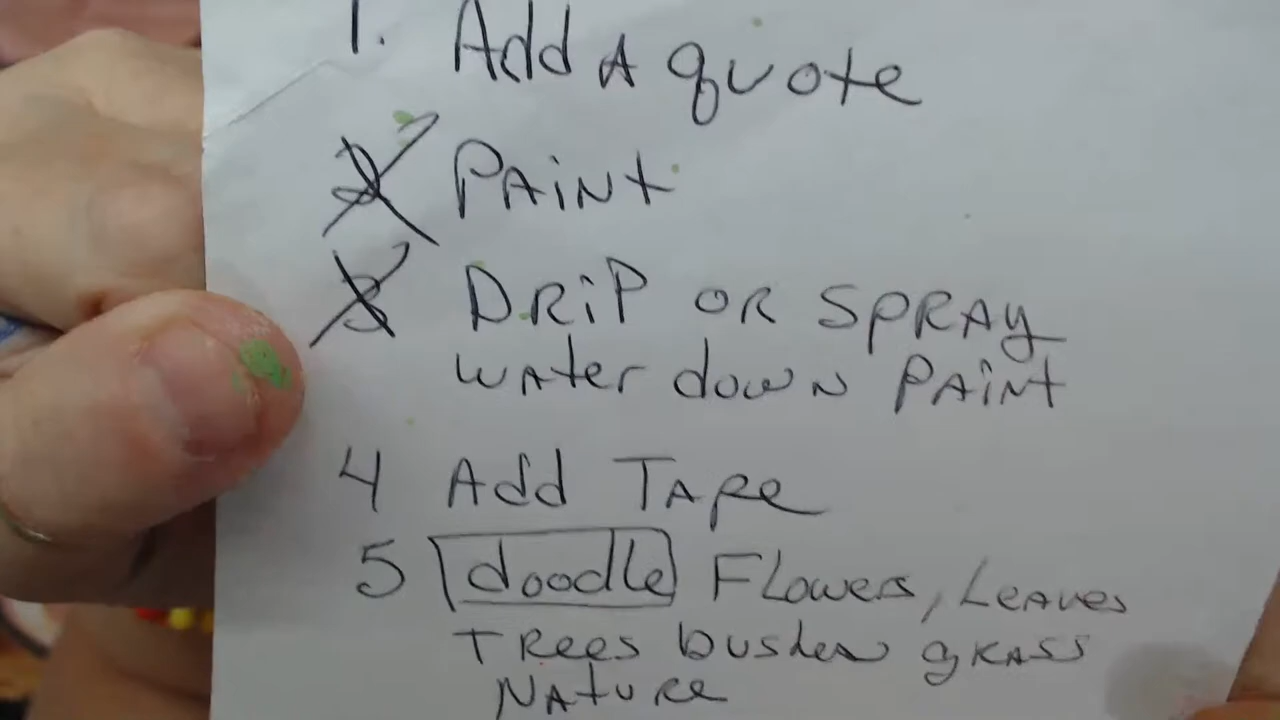 1. Add A quote
2 PAiNt
3 DRiP OR SPRAY
WAter down PAiNt
4 Add TAPe
5 doodle FLowers, LeAves
TRees bushes gRASS
NAtuRe